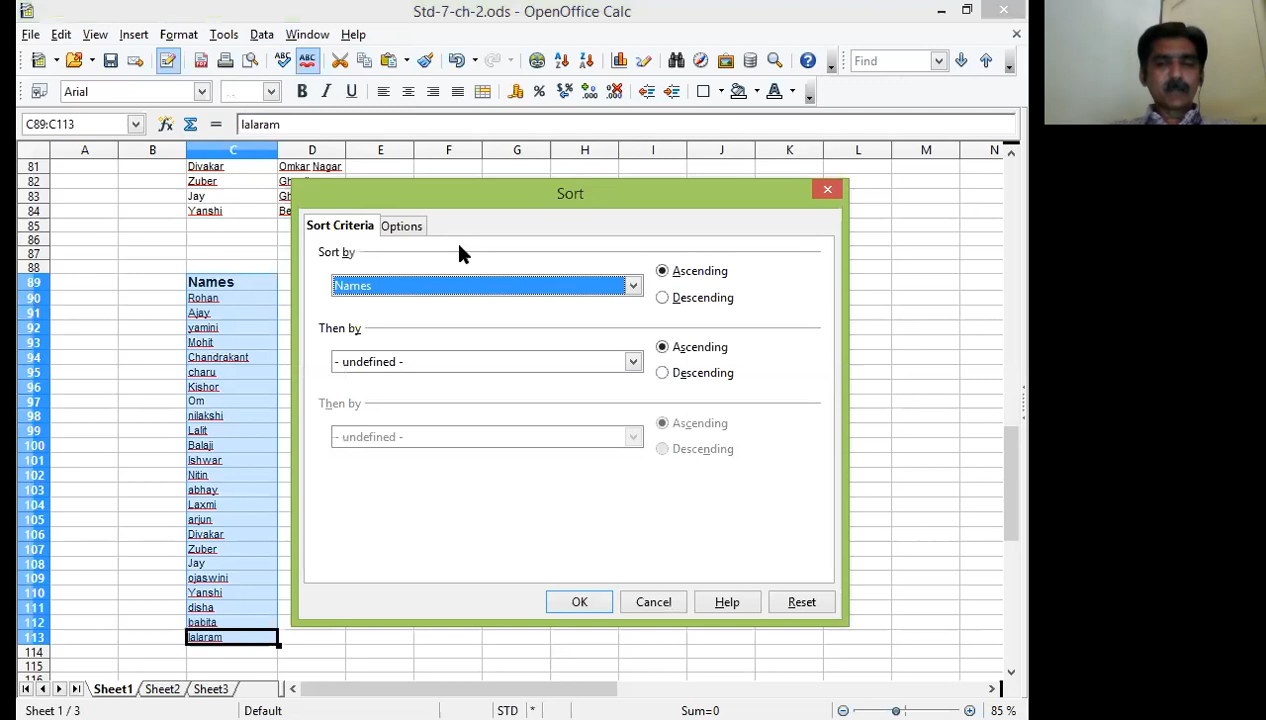 Std-7-ch-2.ods - OpenOffice Calc
File Edit View Insert Format Tools Data Window Help
Find
Arial
C89:C113 lalaram
A B C D E F G H I J K L M N
81 Divakar Omkar Nagar
82 Zuber
83 Jay
84 Yanshi
85
86
87
88
89 Names
90 Rohan
91 Ajay
92 yamini
93 Mohit
94 Chandrakant
95 charu
96 Kishor
97 Om
98 nilakshi
99 Lalit
100 Balaji
101 Ishwar
102 Nitin
103 abhay
104 Laxmi
105 arjun
106 Divakar
107 Zuber
108 Jay
109 ojaswini
110 Yanshi
111 disha
112 babita
113 lalaram
114
115
116
Sort
Sort Criteria Options
Sort by
Names
Ascending
Descending
Then by
- undefined -
Ascending
Descending
Then by
- undefined -
Ascending
Descending
OK Cancel Help Reset
Sheet1 Sheet2 Sheet3
Sheet 1 / 3 Default STD * Sum=0 85 %